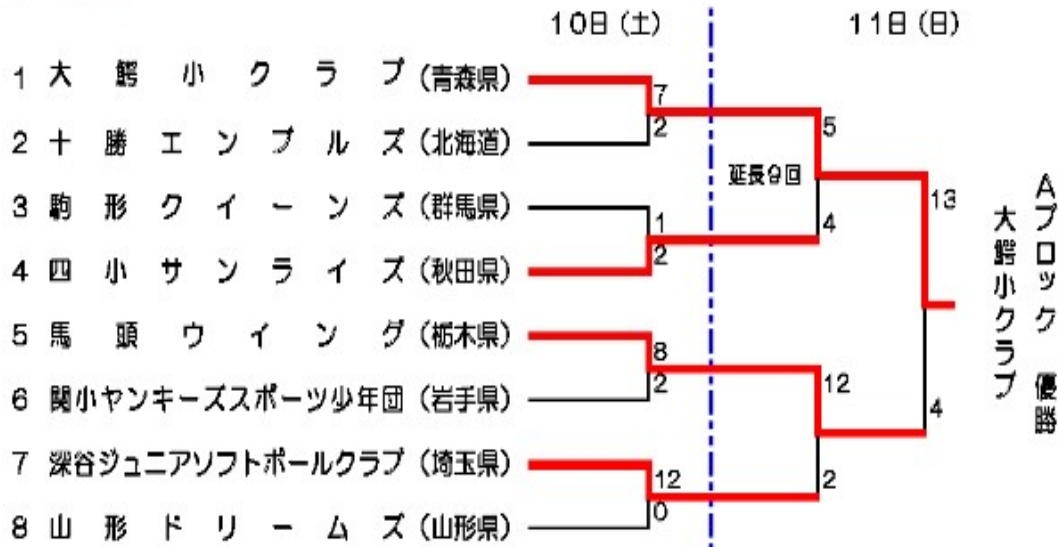 10日(土) 11日(日)
1 大鰐小クラブ(青森県)
7
2
2 十勝エンブルズ(北海道)
5
延長9回
3 駒形クイーンズ(群馬県)
1
2
4
13
4 四小サンライズ(秋田県)
5 馬頭ウイング(栃木県)
8
2
6 関小ヤンキーズスポーツ少年団(岩手県)
12
4
7 深谷ジュニアソフトボールクラブ(埼玉県)
12
0
2
8 山形ドリームズ(山形県)
Aブロック 優勝
大鰐小クラブ